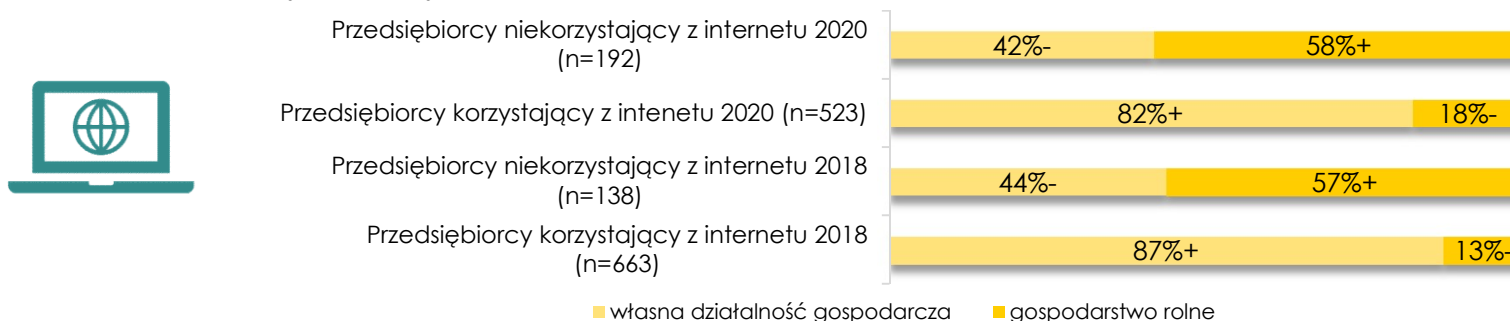 Przedsiębiorcy niekorzystający z internetu 2020
(n=192)
42%-
58%+
Przedsiębiorcy korzystający z intenetu 2020 (n=523)
82%+
18%-
Przedsiębiorcy niekorzystający z internetu 2018
(n=138)
44%-
57%+
Przedsiębiorcy korzystający z internetu 2018
(n=663)
87%+
13%-
własna działalność gospodarcza
gospodarstwo rolne